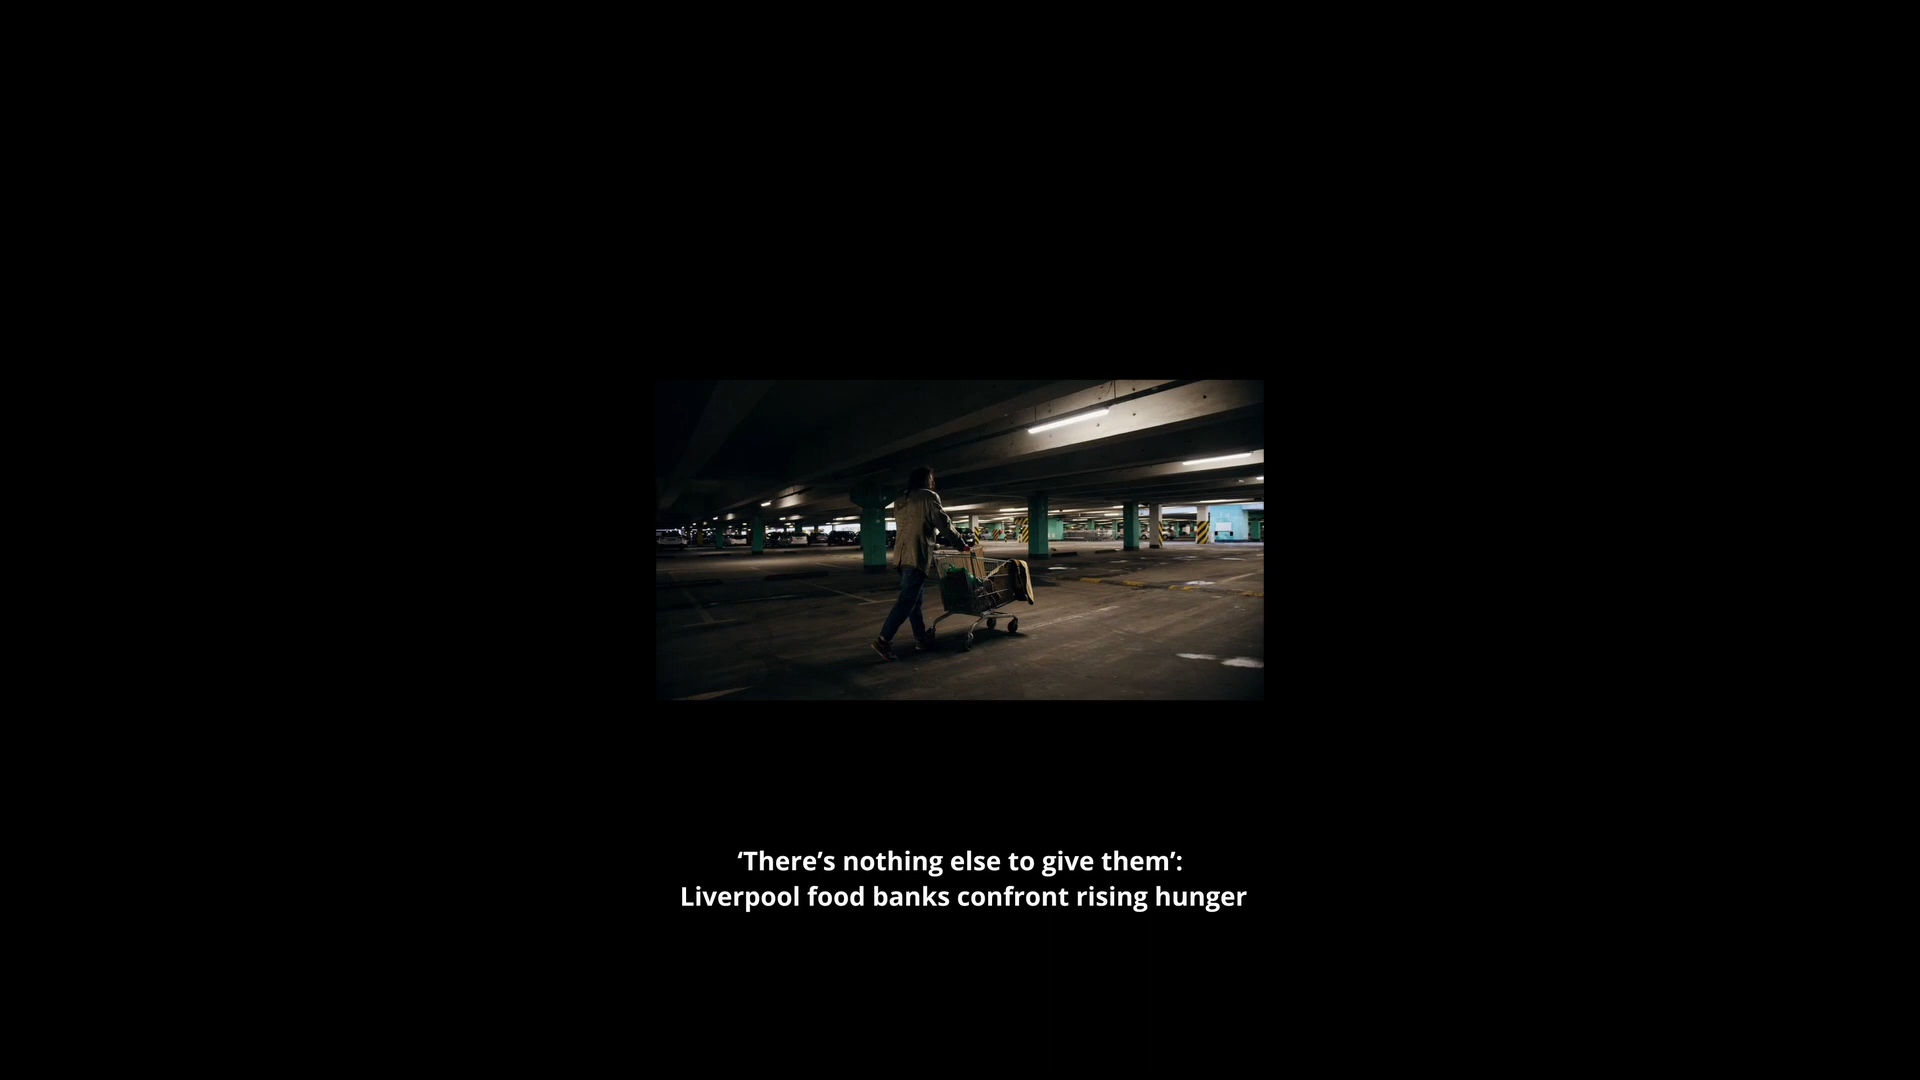 ‘There’s nothing else to give them’:
Liverpool food banks confront rising hunger